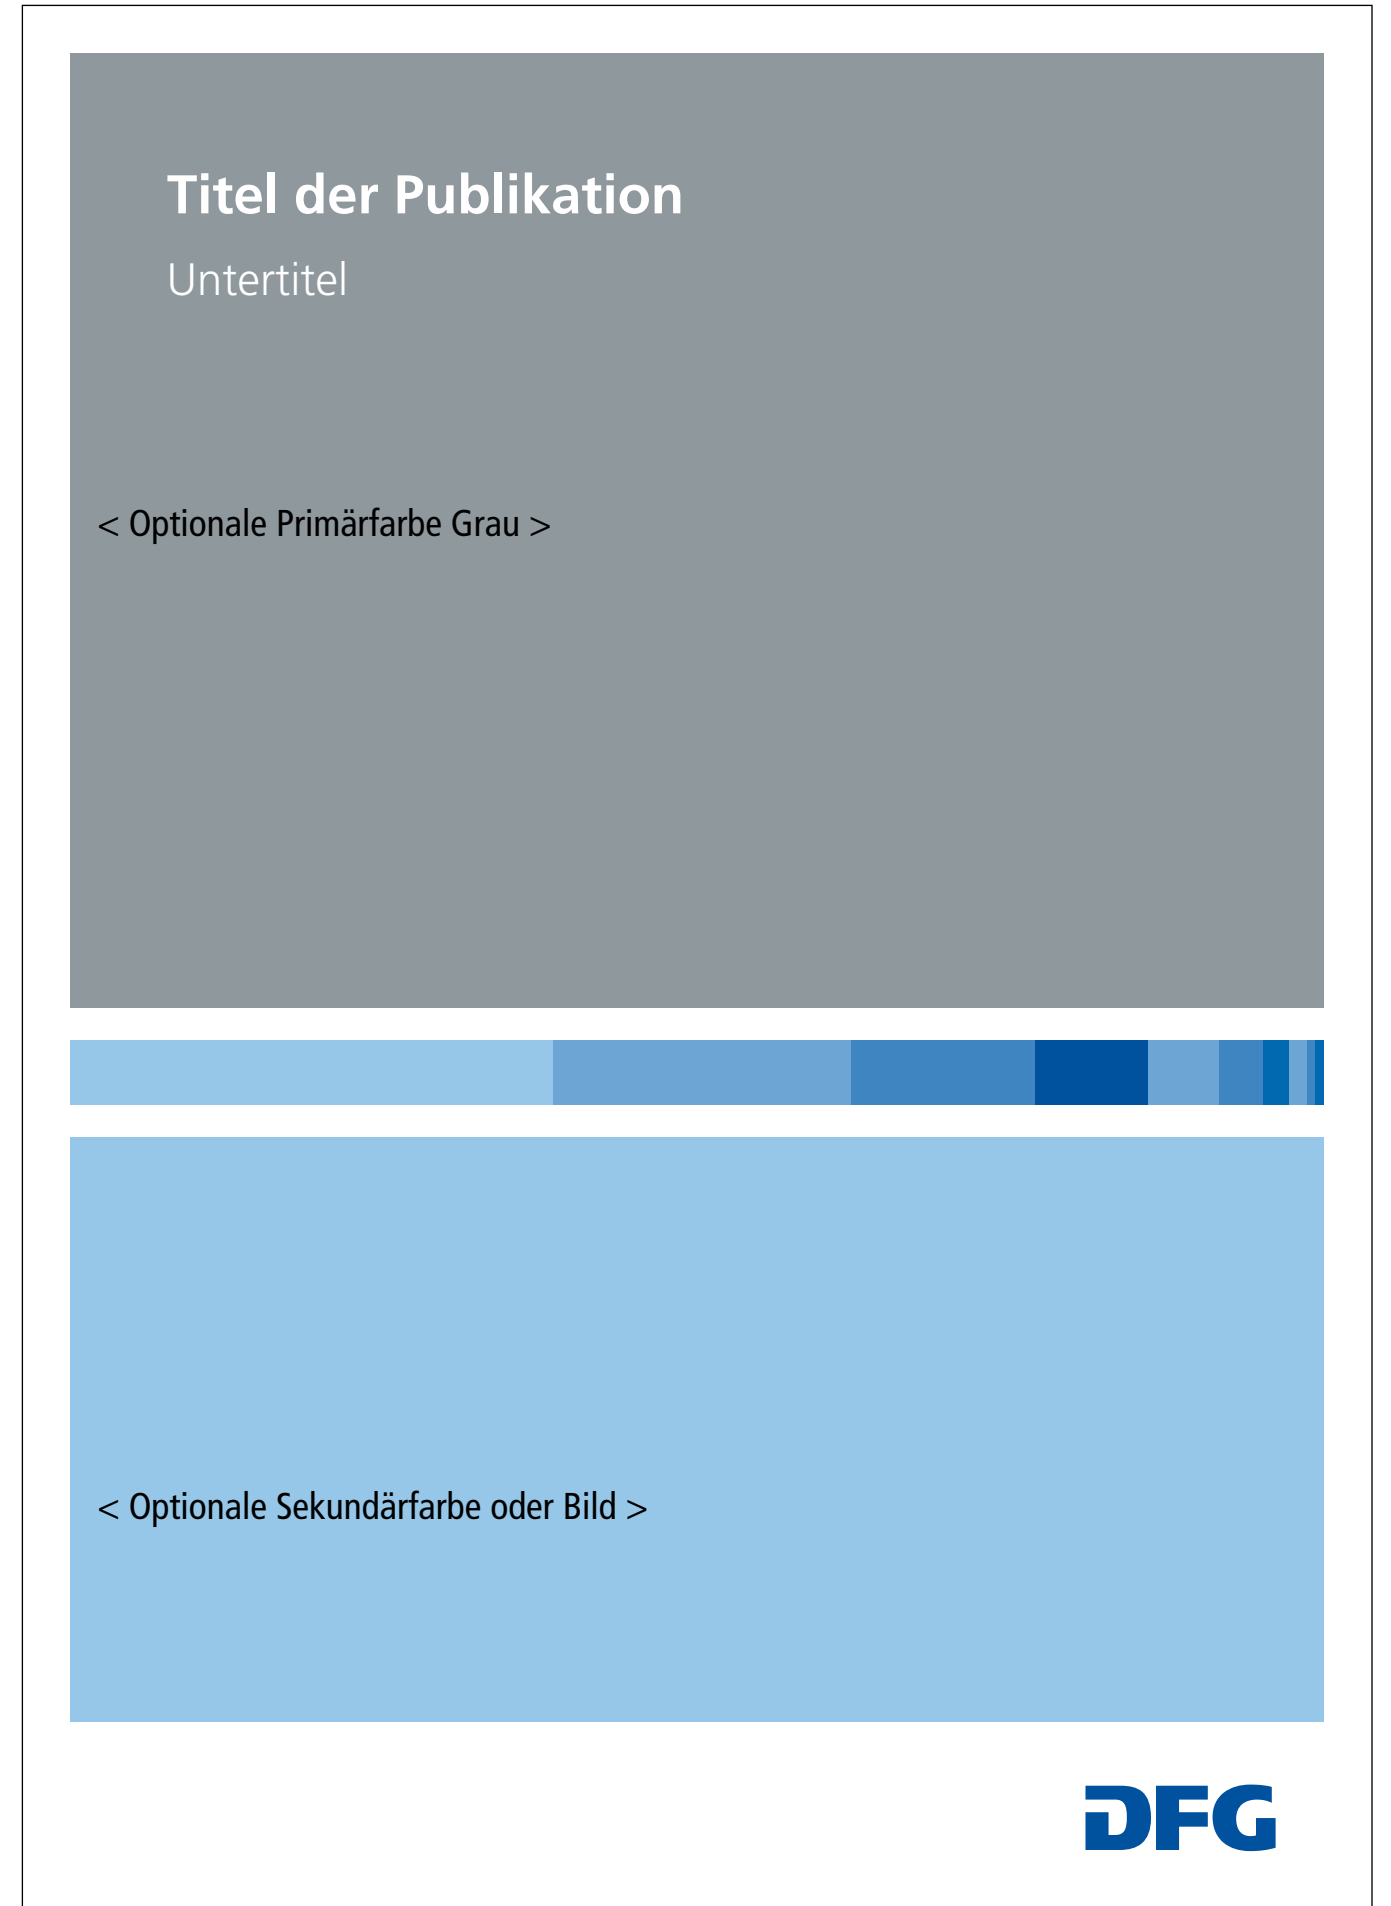 Titel der Publikation
Untertitel
< Optionale Primärfarbe Grau >
< Optionale Sekundärfarbe oder Bild >
DFG